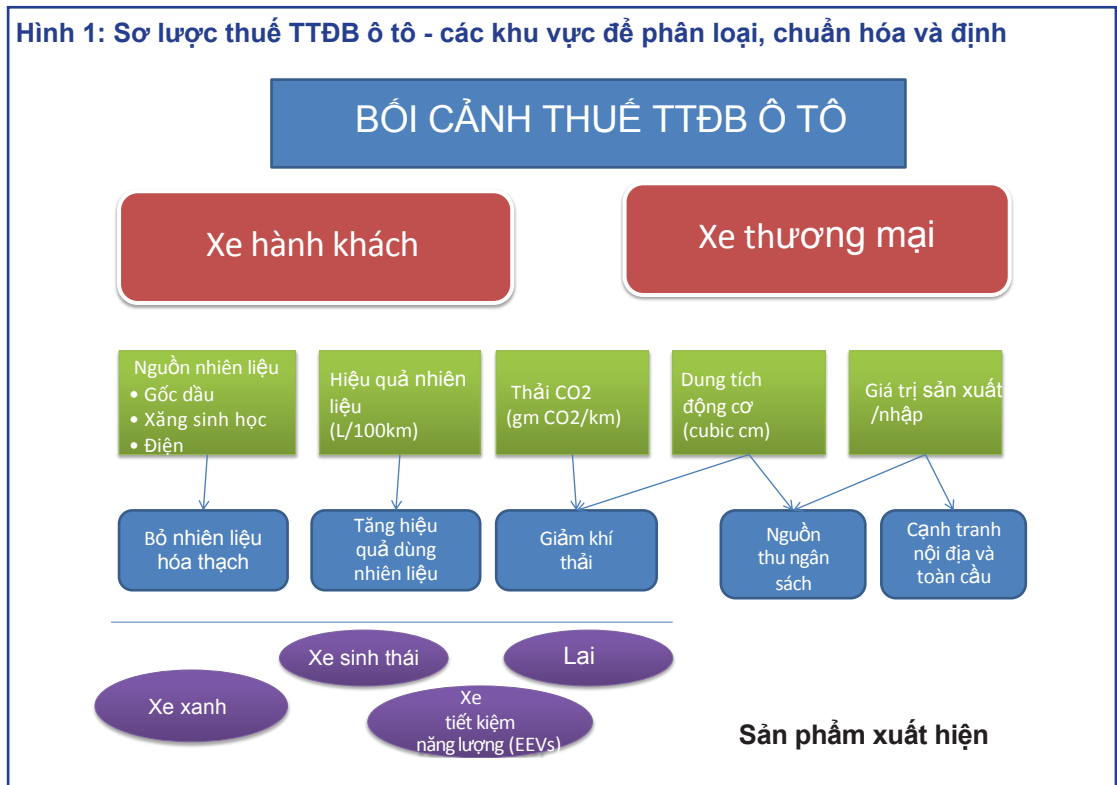 Hình 1: Sơ lược thuế TTĐB ô tô - các khu vực để phân loại, chuẩn hóa và định
BỐI CẢNH THUẾ TTĐB Ô TÔ
Xe hành khách
Xe thương mại
Nguồn nhiên liệu
• Gốc dầu
• Xăng sinh học
• Điện
Hiệu quả nhiên
liệu
(L/100km)
Thải CO2
(gm CO2/km)
Dung tích
động cơ
(cubic cm)
Giá trị sản xuất
/nhập
Bỏ nhiên liệu
hóa thạch
Tăng hiệu
quả dùng
nhiên liệu
Giảm khí
thải
Nguồn
thu ngân
sách
Cạnh tranh
nội địa và
toàn cầu
Xe sinh thái
Lai
Xe xanh
Xe
tiết kiệm
năng lượng (EEVs)
Sản phẩm xuất hiện